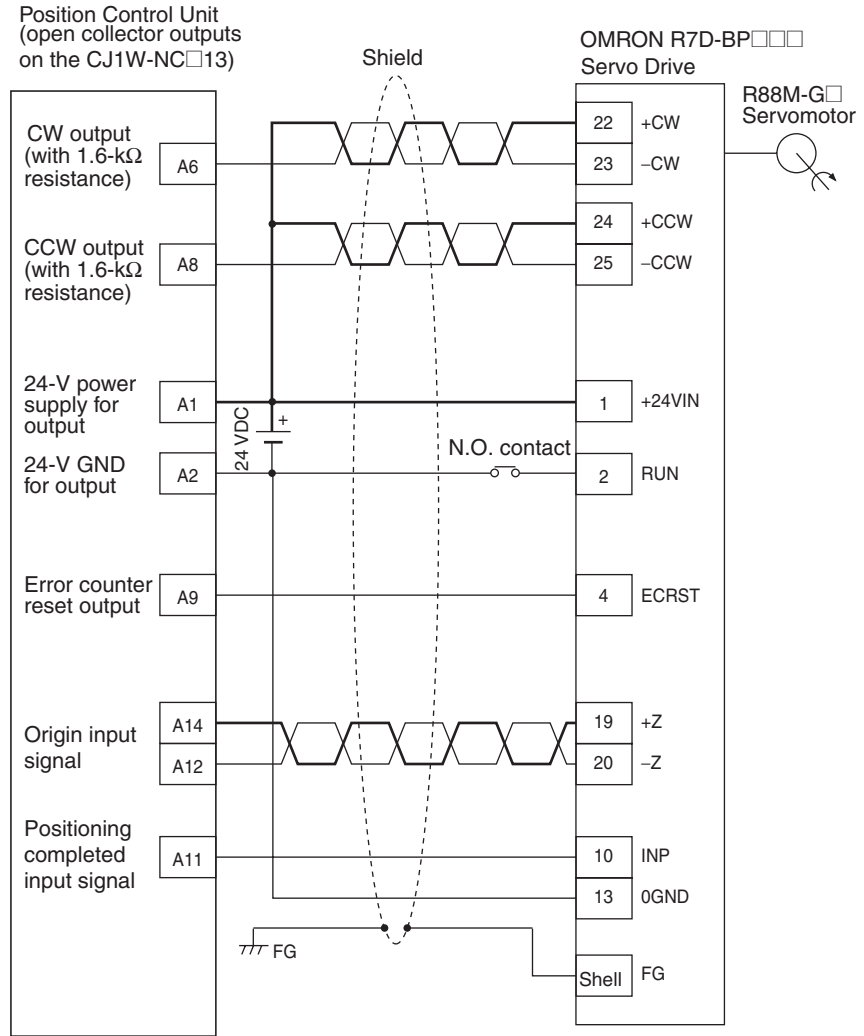 Position Control Unit
(open collector outputs
on the CJ1W-NC□13)
Shield
OMRON R7D-BP□□□
Servo Drive
R88M-G□
Servomotor
CW output
(with 1.6-kΩ
resistance)
A6
22 +CW
23 −CW
CCW output
(with 1.6-kΩ
resistance)
A8
24 +CCW
25 −CCW
24-V power
supply for
output
A1
1 +24VIN
24 VDC
+
24-V GND
for output
A2
N.O. contact
2 RUN
Error counter
reset output
A9
4 ECRST
Origin input
signal
A14
A12
19 +Z
20 −Z
Positioning
completed
input signal
A11
10 INP
13 0GND
FG
Shell FG